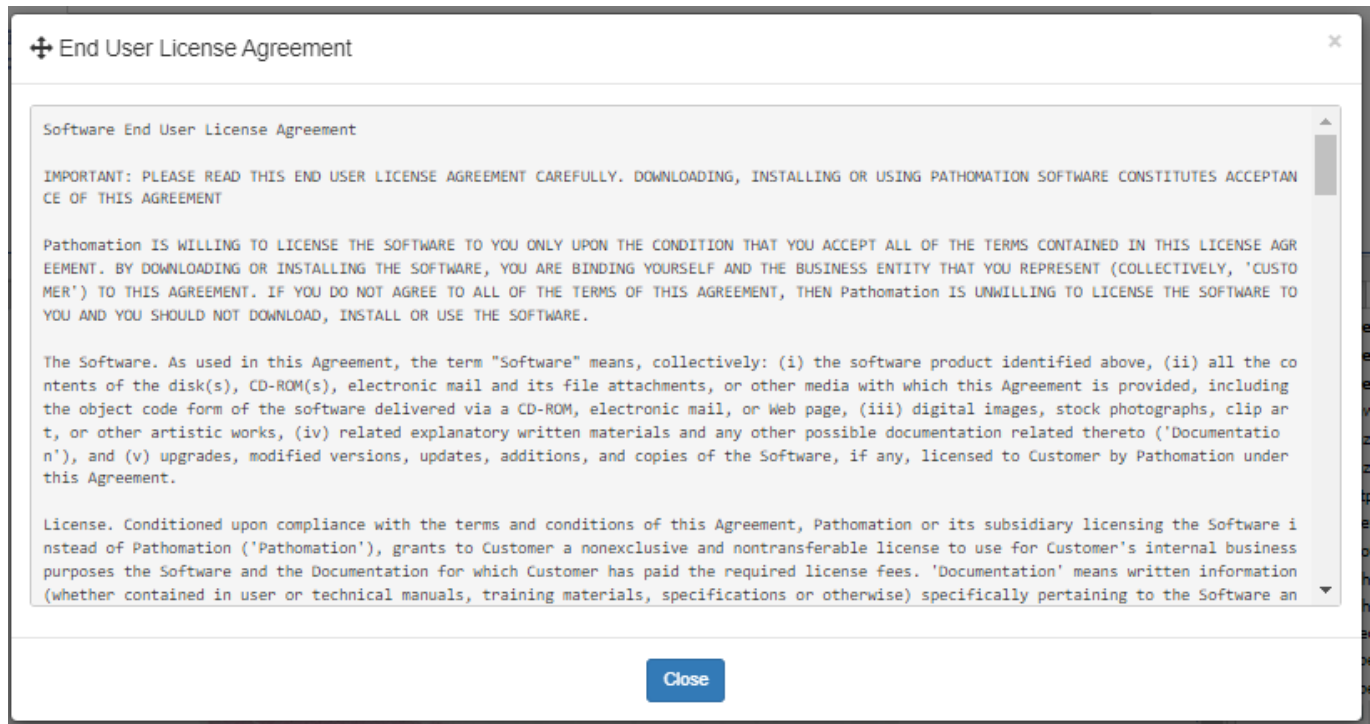 End User License Agreement
×
Software End User License Agreement
IMPORTANT: PLEASE READ THIS END USER LICENSE AGREEMENT CAREFULLY. DOWNLOADING, INSTALLING OR USING PATHOMATION SOFTWARE CONSTITUTES ACCEPTAN
CE OF THIS AGREEMENT
Pathomation IS WILLING TO LICENSE THE SOFTWARE TO YOU ONLY UPON THE CONDITION THAT YOU ACCEPT ALL OF THE TERMS CONTAINED IN THIS LICENSE AGR
EEMENT. BY DOWNLOADING OR INSTALLING THE SOFTWARE, YOU ARE BINDING YOURSELF AND THE BUSINESS ENTITY THAT YOU REPRESENT (COLLECTIVELY, 'CUSTO
MER') TO THIS AGREEMENT. IF YOU DO NOT AGREE TO ALL OF THE TERMS OF THIS AGREEMENT, THEN Pathomation IS UNWILLING TO LICENSE THE SOFTWARE TO
YOU AND YOU SHOULD NOT DOWNLOAD, INSTALL OR USE THE SOFTWARE.
The Software. As used in this Agreement, the term "Software" means, collectively: (i) the software product identified above, (ii) all the co
ntents of the disk(s), CD-ROM(s), electronic mail and its file attachments, or other media with which this Agreement is provided, including
the object code form of the software delivered via a CD-ROM, electronic mail, or Web page, (iii) digital images, stock photographs, clip ar
t, or other artistic works, (iv) related explanatory written materials and any other possible documentation related thereto ('Documentatio
n'), and (v) upgrades, modified versions, updates, additions, and copies of the Software, if any, licensed to Customer by Pathomation under
this Agreement.
License. Conditioned upon compliance with the terms and conditions of this Agreement, Pathomation or its subsidiary licensing the Software i
nstead of Pathomation ('Pathomation'), grants to Customer a nonexclusive and nontransferable license to use for Customer's internal business
purposes the Software and the Documentation for which Customer has paid the required license fees. 'Documentation' means written information
(whether contained in user or technical manuals, training materials, specifications or otherwise) specifically pertaining to the Software an
Close